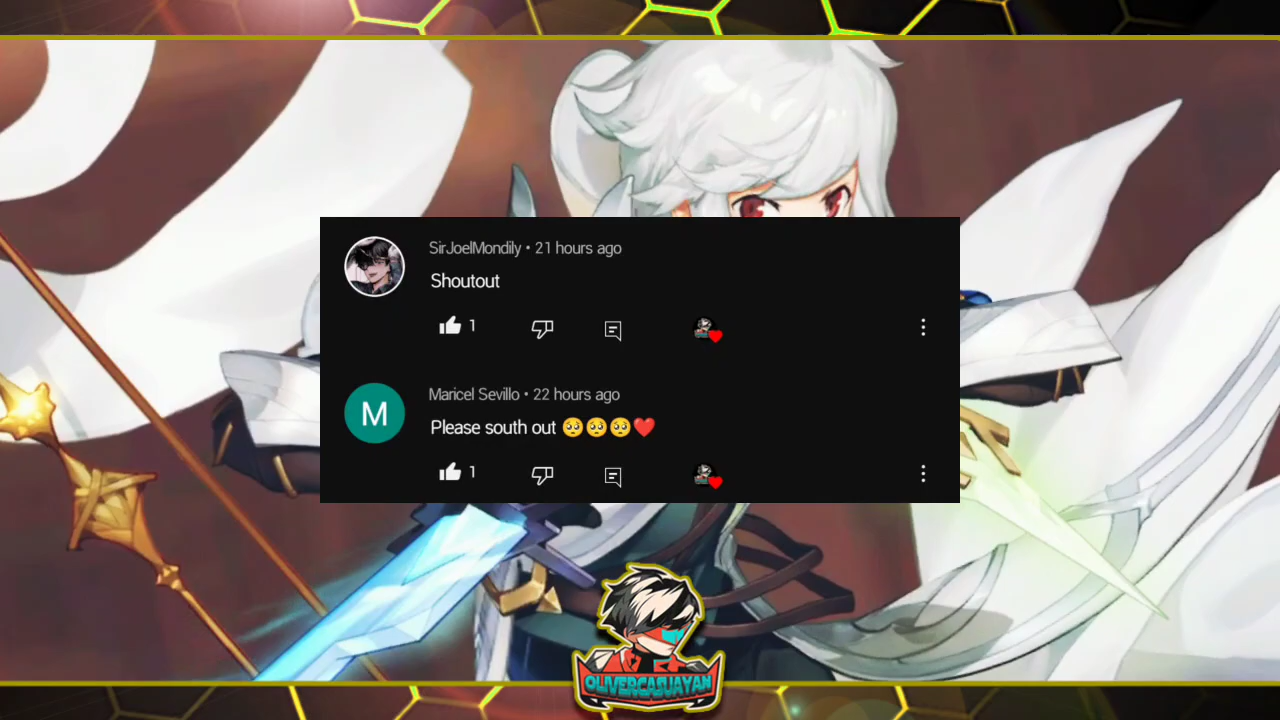 SirJoelMondily • 21 hours ago
Shoutout
1
M
Maricel Sevillo • 22 hours ago
Please south out 🥺🥺🥺❤️
1
OLIVERCASUAYAN